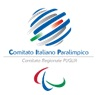 Comitato Italiano Paralimpico
Comitato Regionale PUGLIA